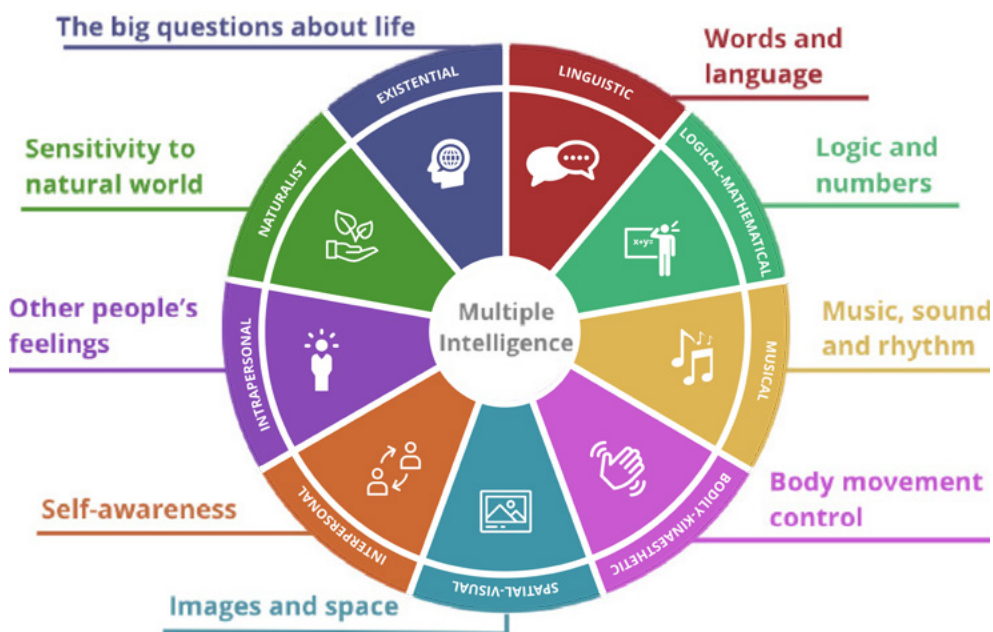 The big questions about life
Words and
language
EXISTENTIAL
LINGUISTIC
Sensitivity to
natural world
NATURALIST
LOGICAL-MATHEMATICAL
Logic and
numbers
x+y=
Other people's
feelings
INTRAPERSONAL
Multiple
Intelligence
MUSICAL
Music, sound
and rhythm
Self-awareness
INTERPERSONAL
BODILY-KINAESTHETIC
Body movement
control
SPATIAL-VISUAL
Images and space